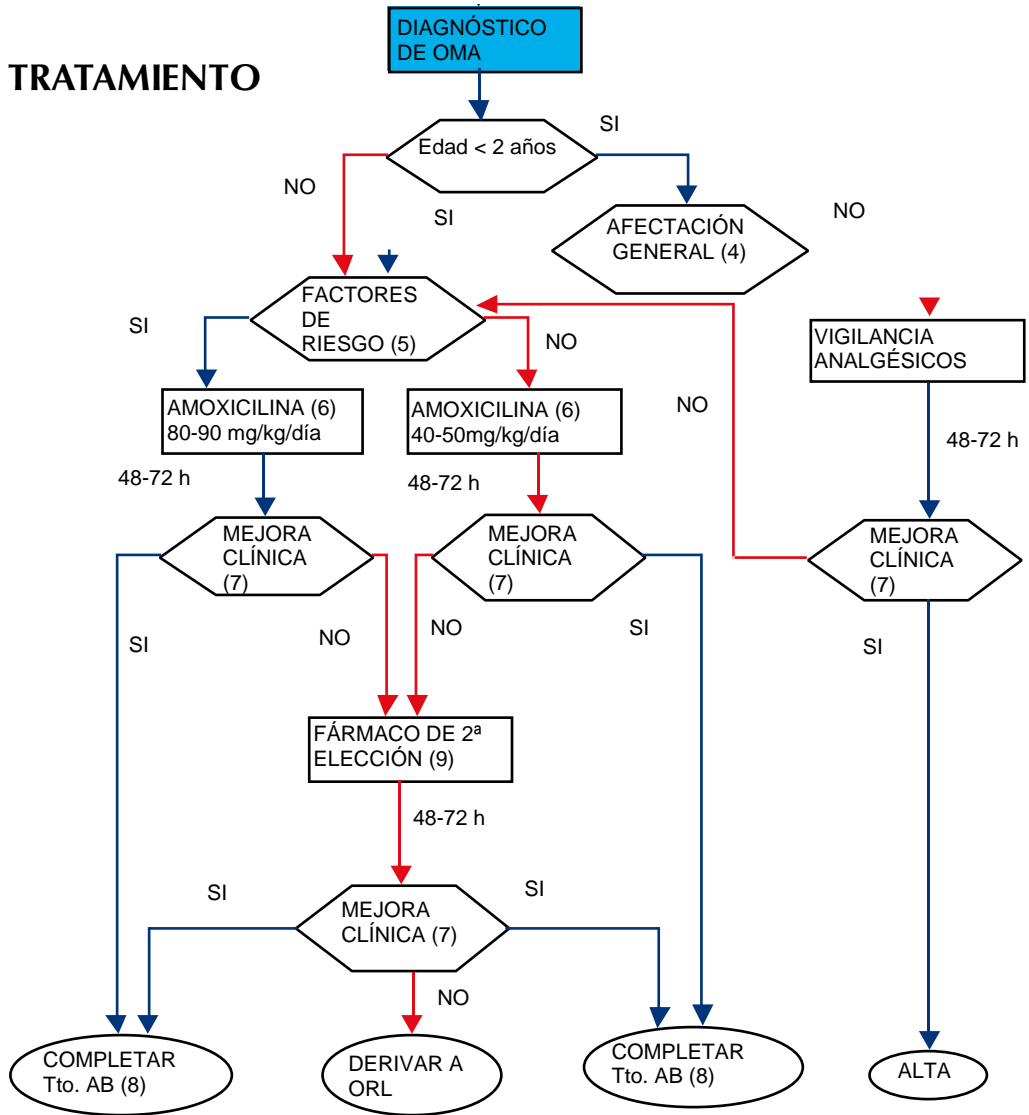 DIAGNÓSTICO
DE OMA
TRATAMIENTO
SI
Edad < 2 años
NO
SI
NO
AFECTACIÓN
GENERAL (4)
FACTORES
DE
RIESGO (5)
SI
NO
VIGILANCIA
ANALGÉSICOS
AMOXICILINA (6)
80-90 mg/kg/día
AMOXICILINA (6)
40-50mg/kg/día
NO
48-72 h
48-72 h
48-72 h
MEJORA
CLÍNICA
(7)
MEJORA
CLÍNICA
(7)
MEJORA
CLÍNICA
(7)
SI
NO
NO
SI
SI
FÁRMACO DE 2ª
ELECCIÓN (9)
48-72 h
SI
SI
MEJORA
CLÍNICA (7)
NO
COMPLETAR
Tto. AB (8)
DERIVAR A
ORL
COMPLETAR
Tto. AB (8)
ALTA